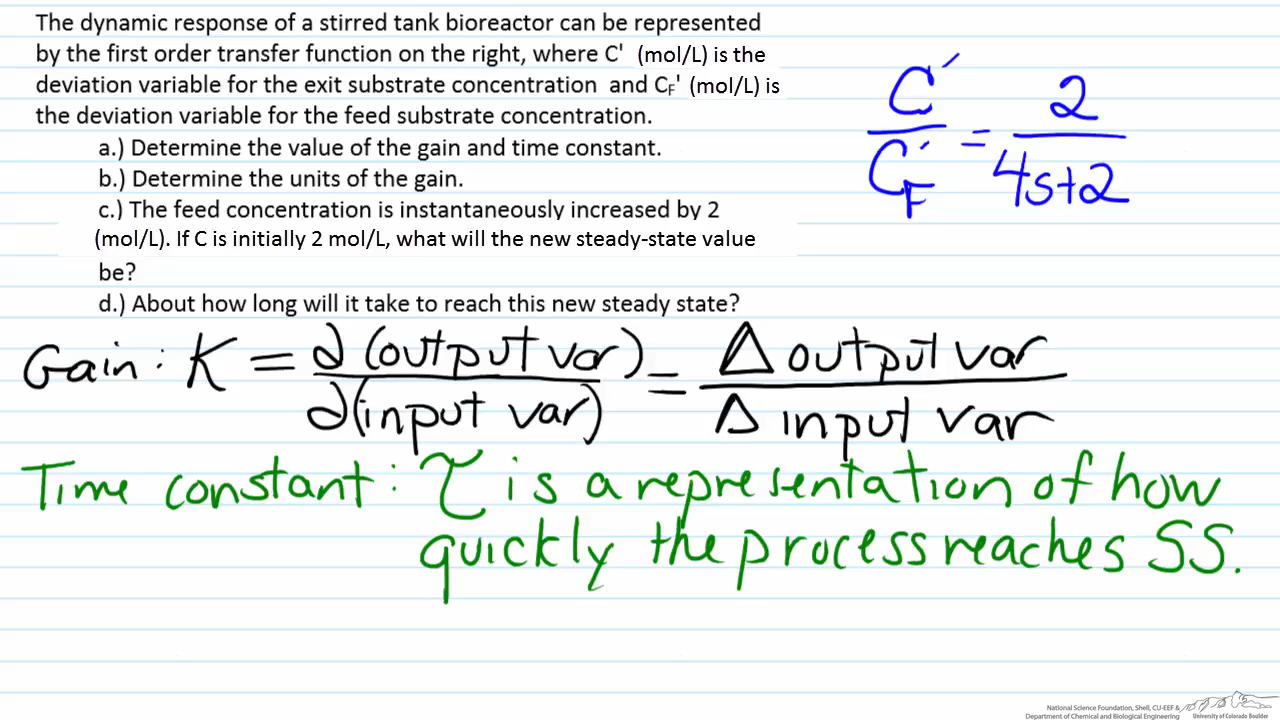 The dynamic response of a stirred tank bioreactor can be represented
by the first order transfer function on the right, where C' (mol/L) is the
deviation variable for the exit substrate concentration and C_F' (mol/L) is
the deviation variable for the feed substrate concentration.
a.) Determine the value of the gain and time constant.
b.) Determine the units of the gain.
c.) The feed concentration is instantaneously increased by 2
(mol/L). If C is initially 2 mol/L, what will the new steady-state value
be?
d.) About how long will it take to reach this new steady state?
C'/C_F' = 2/(4s+2)
Gain: K = ∂(output var)/∂(input var) = Δ output var/Δ input var
Time constant: τ is a representation of how
quickly the process reaches SS.
National Science Foundation, Shell, CU-EEF &
Department of Chemical and Biological Engineering
University of Colorado Boulder